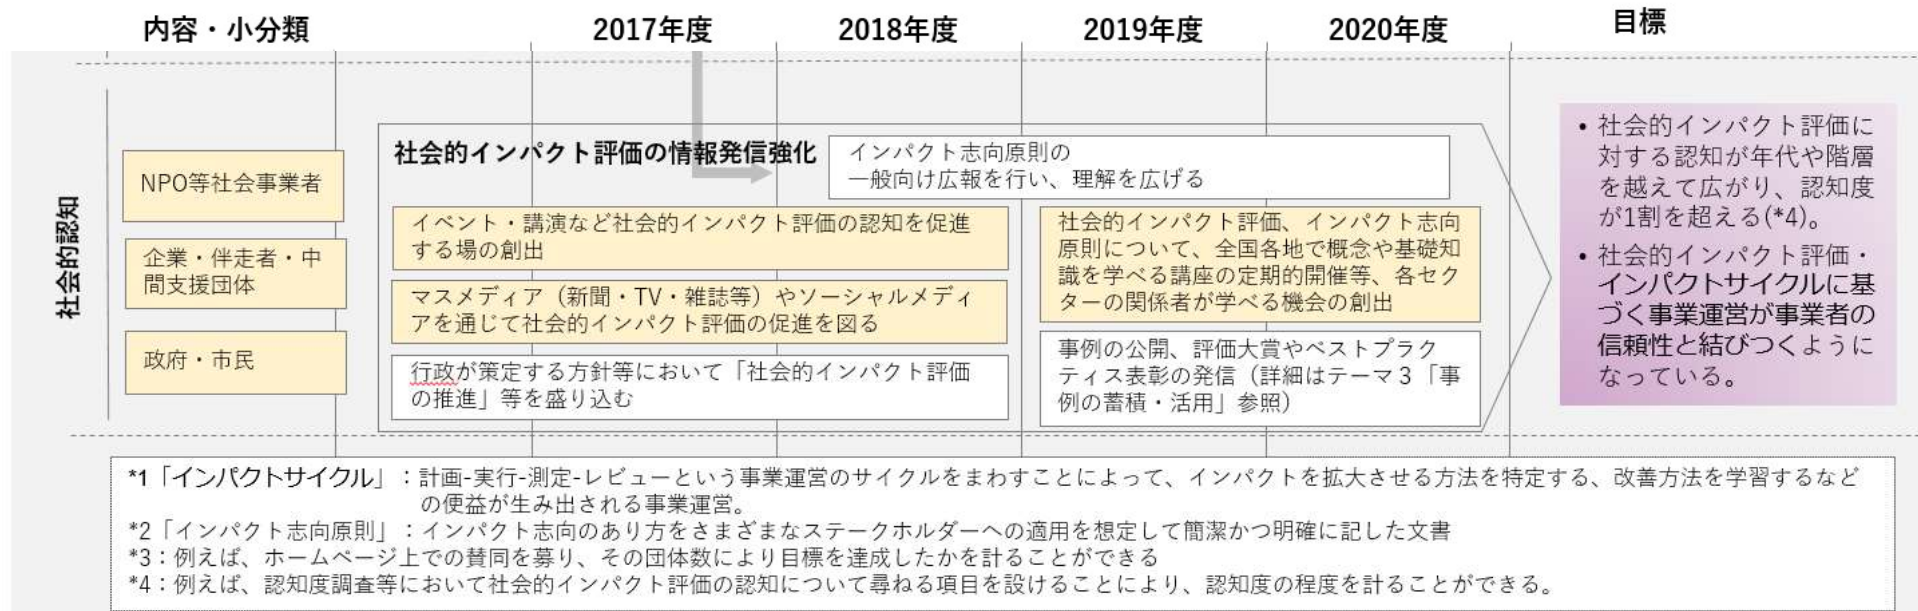 内容・小分類
2017年度
2018年度
2019年度
2020年度
目標
社会的認知
NPO等社会事業者
企業・伴走者・中
間支援団体
政府・市民
社会的インパクト評価の情報発信強化
インパクト志向原則の
一般向け広報を行い、理解を広げる
イベント・講演など社会的インパクト評価の認知を促進
する場の創出
マスメディア（新聞・TV・雑誌等）やソーシャルメディ
アを通じて社会的インパクト評価の促進を図る
行政が策定する方針等において「社会的インパクト評価
の推進」等を盛り込む
社会的インパクト評価、インパクト志向
原則について、全国各地で概念や基礎知
識を学べる講座の定期的開催等、各セク
ターの関係者が学べる機会の創出
事例の公開、評価大賞やベストプラク
ティス表彰の発信（詳細はテーマ３「事
例の蓄積・活用」参照）
• 社会的インパクト評価に
対する認知が年代や階層
を越えて広がり、認知度
が1割を超える(*4)。
• 社会的インパクト評価・
インパクトサイクルに基
づく事業運営が事業者の
信頼性と結びつくように
なっている。
*1「インパクトサイクル」：計画-実行-測定-レビューという事業運営のサイクルをまわすことによって、インパクトを拡大させる方法を特定する、改善方法を学習するなど
の便益が生み出される事業運営。
*2「インパクト志向原則」：インパクト志向のあり方をさまざまなステークホルダーへの適用を想定して簡潔かつ明確に記した文書
*3：例えば、ホームページ上での賛同を募り、その団体数により目標を達成したかを計ることができる
*4：例えば、認知度調査等において社会的インパクト評価の認知について尋ねる項目を設けることにより、認知度の程度を計ることができる。